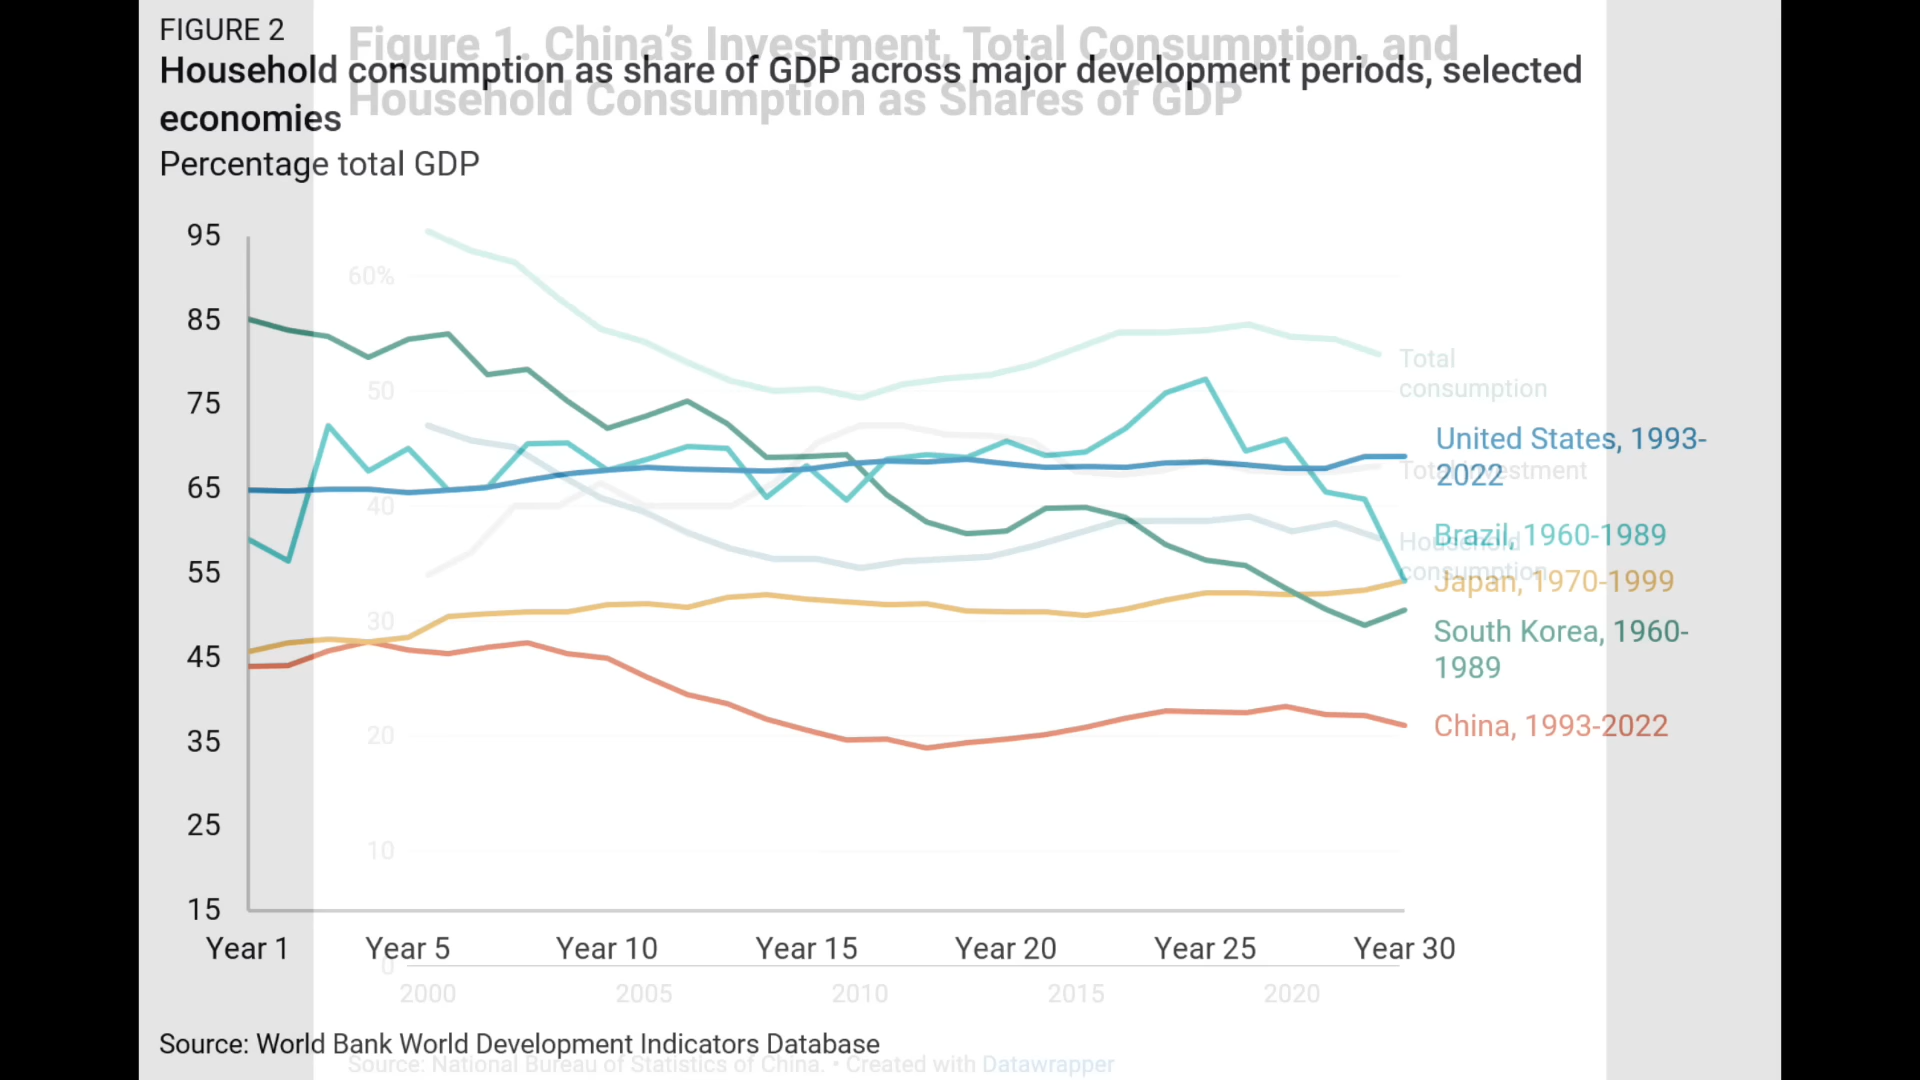 FIGURE 2
Household consumption as share of GDP across major development periods, selected
economies
Percentage total GDP
Figure 1. China's Investment, Total Consumption, and
Household Consumption as Shares of GDP
95
85
75
65
55
45
35
25
15
60%
50
40
30
20
10
0
Total
consumption
United States, 1993-
2022
Total investment
Brazil, 1960-1989
Household
consumption
Japan, 1970-1999
South Korea, 1960-
1989
China, 1993-2022
Year 1 Year 5 Year 10 Year 15 Year 20 Year 25 Year 30
2000 2005 2010 2015 2020
Source: World Bank World Development Indicators Database
Source: National Bureau of Statistics of China. • Created with Datawrapper